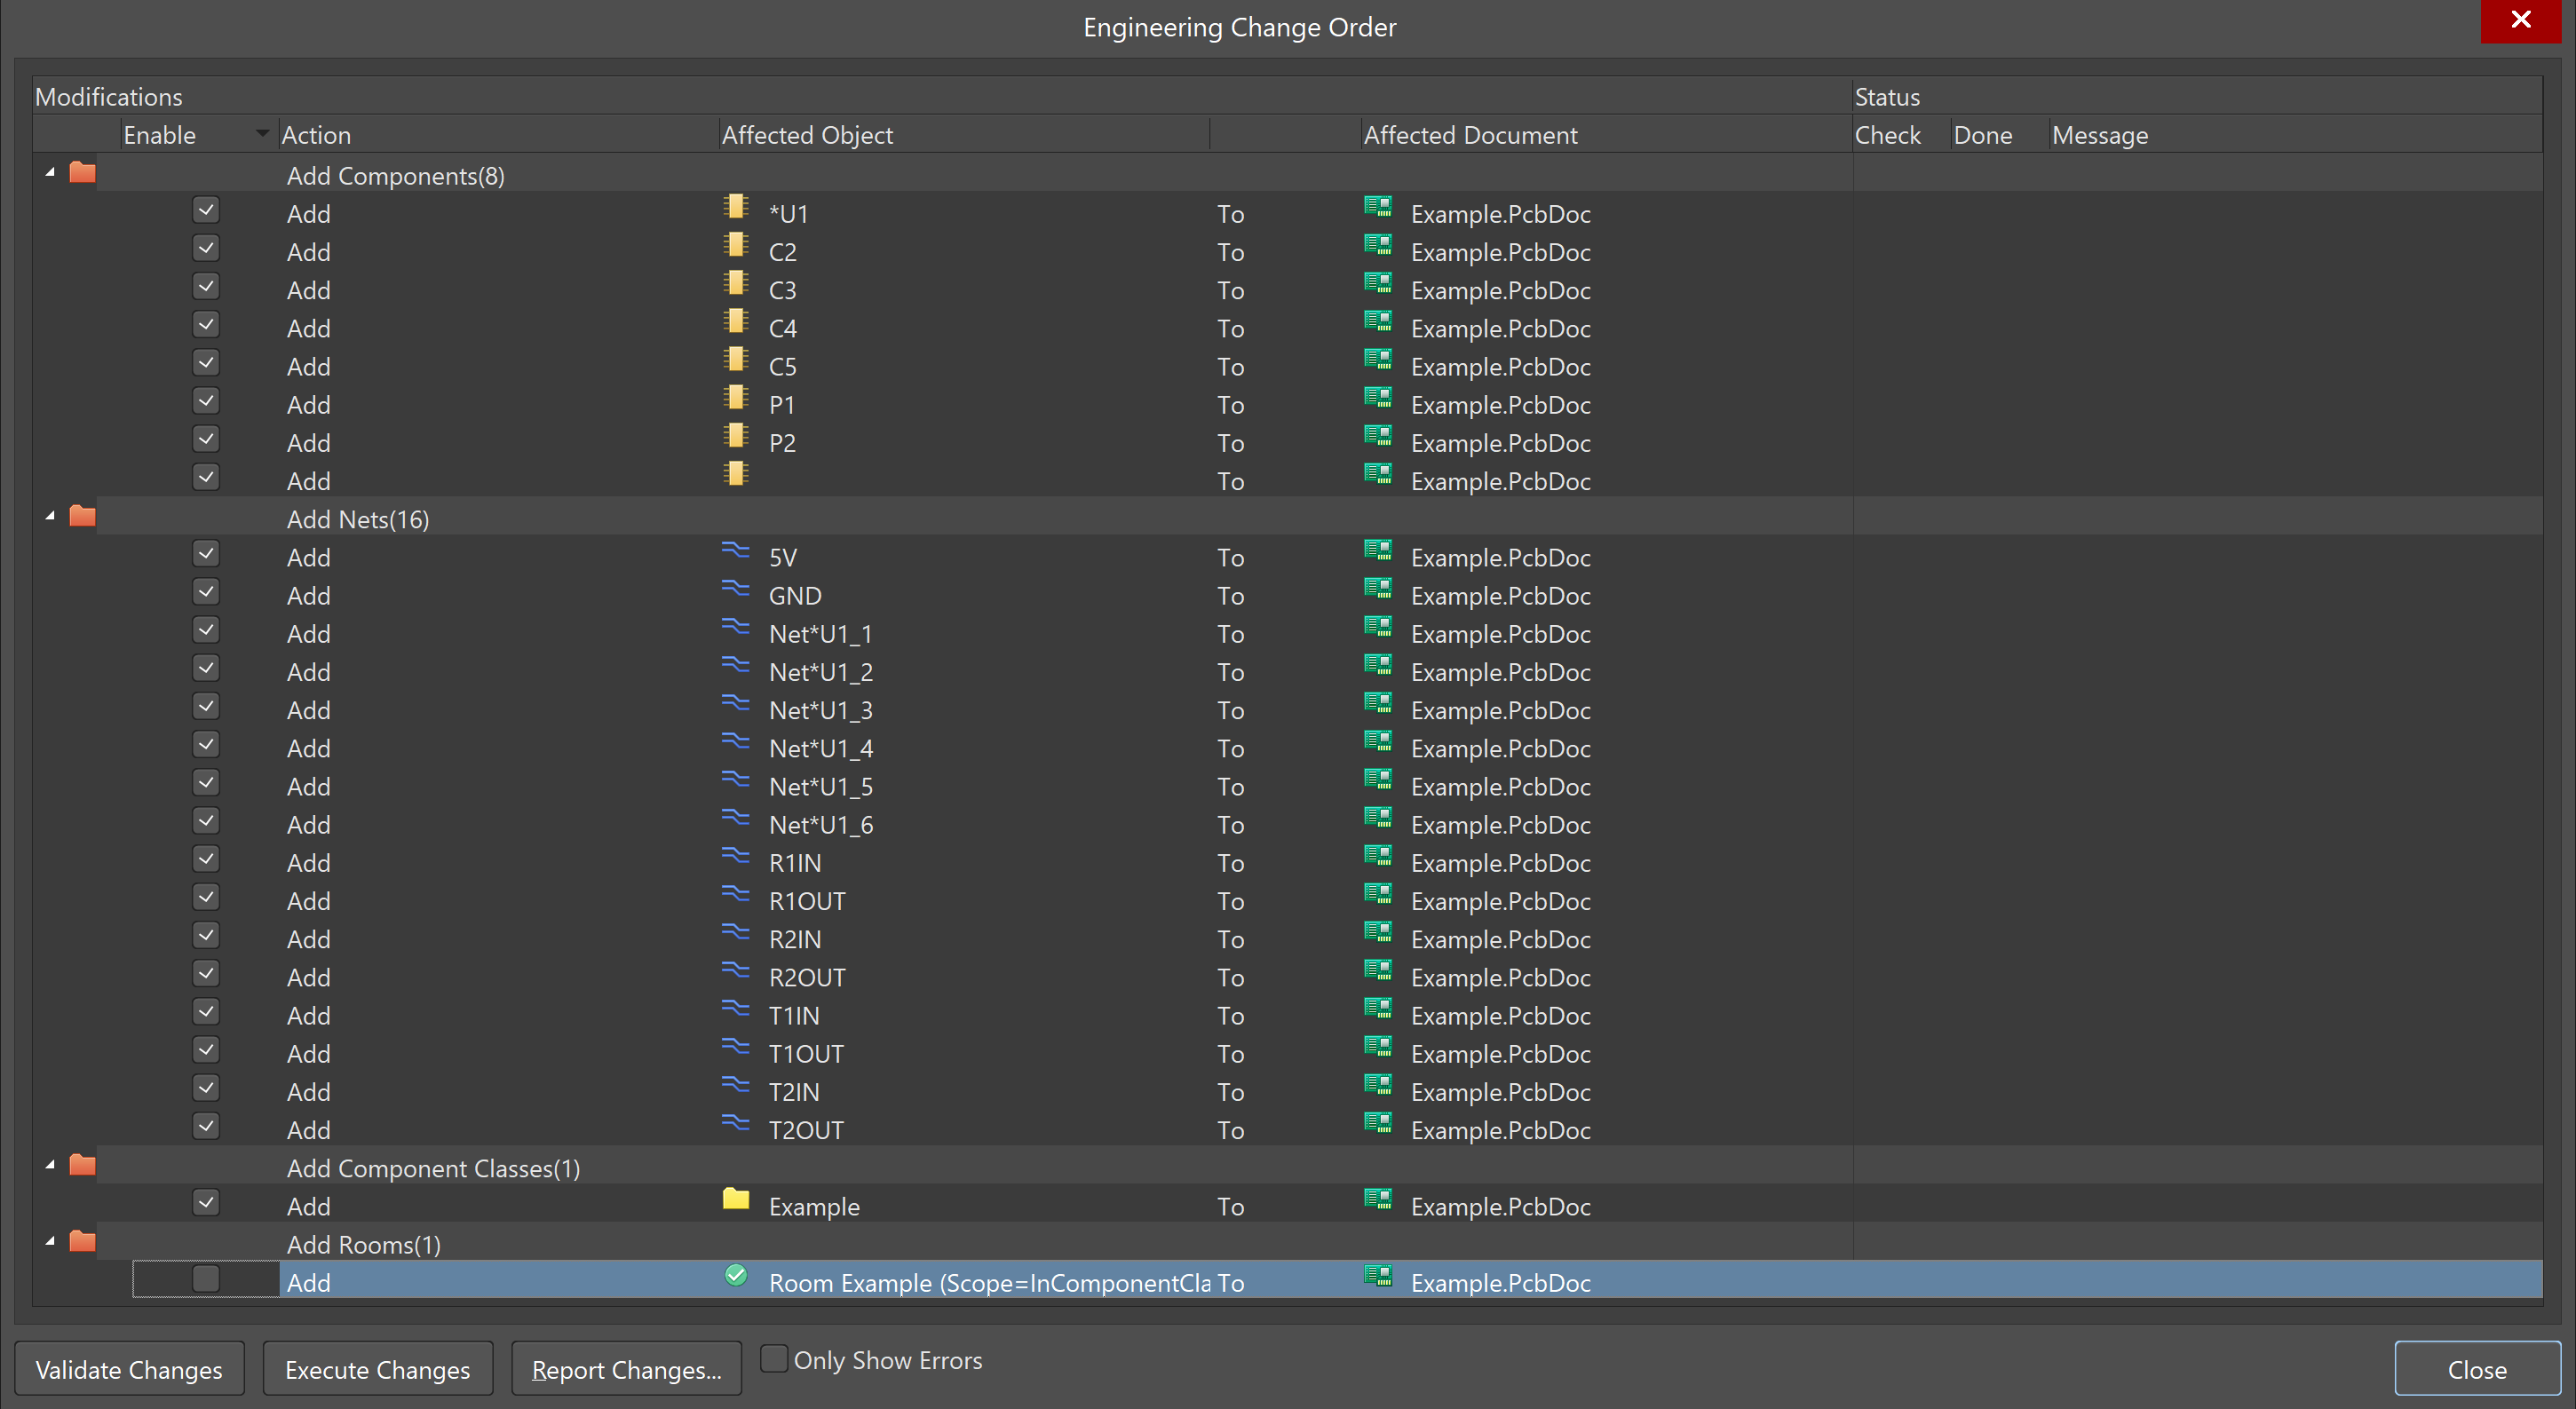 Engineering Change Order
Modifications Status
Enable Action Affected Object Affected Document Check Done Message
Add Components(8)
Add *U1 To Example.PcbDoc
Add C2 To Example.PcbDoc
Add C3 To Example.PcbDoc
Add C4 To Example.PcbDoc
Add C5 To Example.PcbDoc
Add P1 To Example.PcbDoc
Add P2 To Example.PcbDoc
Add To Example.PcbDoc
Add Nets(16)
Add 5V To Example.PcbDoc
Add GND To Example.PcbDoc
Add Net*U1_1 To Example.PcbDoc
Add Net*U1_2 To Example.PcbDoc
Add Net*U1_3 To Example.PcbDoc
Add Net*U1_4 To Example.PcbDoc
Add Net*U1_5 To Example.PcbDoc
Add Net*U1_6 To Example.PcbDoc
Add R1IN To Example.PcbDoc
Add R1OUT To Example.PcbDoc
Add R2IN To Example.PcbDoc
Add R2OUT To Example.PcbDoc
Add T1IN To Example.PcbDoc
Add T1OUT To Example.PcbDoc
Add T2IN To Example.PcbDoc
Add T2OUT To Example.PcbDoc
Add Component Classes(1)
Add Example To Example.PcbDoc
Add Rooms(1)
Add Room Example (Scope=InComponentCla To Example.PcbDoc
Validate Changes Execute Changes Report Changes... Only Show Errors Close